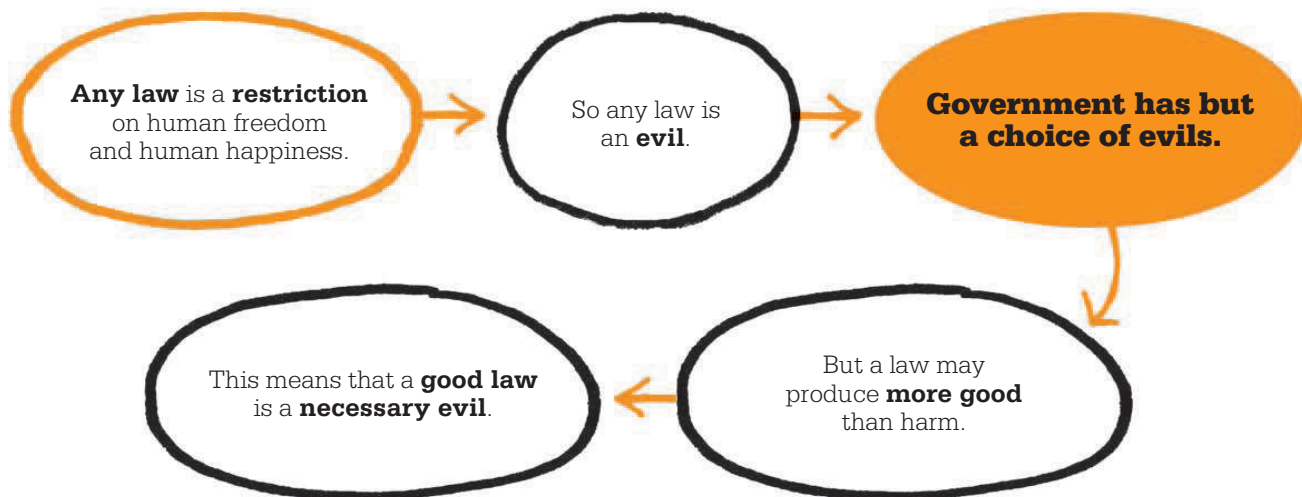 Any law is a restriction
on human freedom
and human happiness.
So any law is
an evil.
Government has but
a choice of evils.
But a law may
produce more good
than harm.
This means that a good law
is a necessary evil.